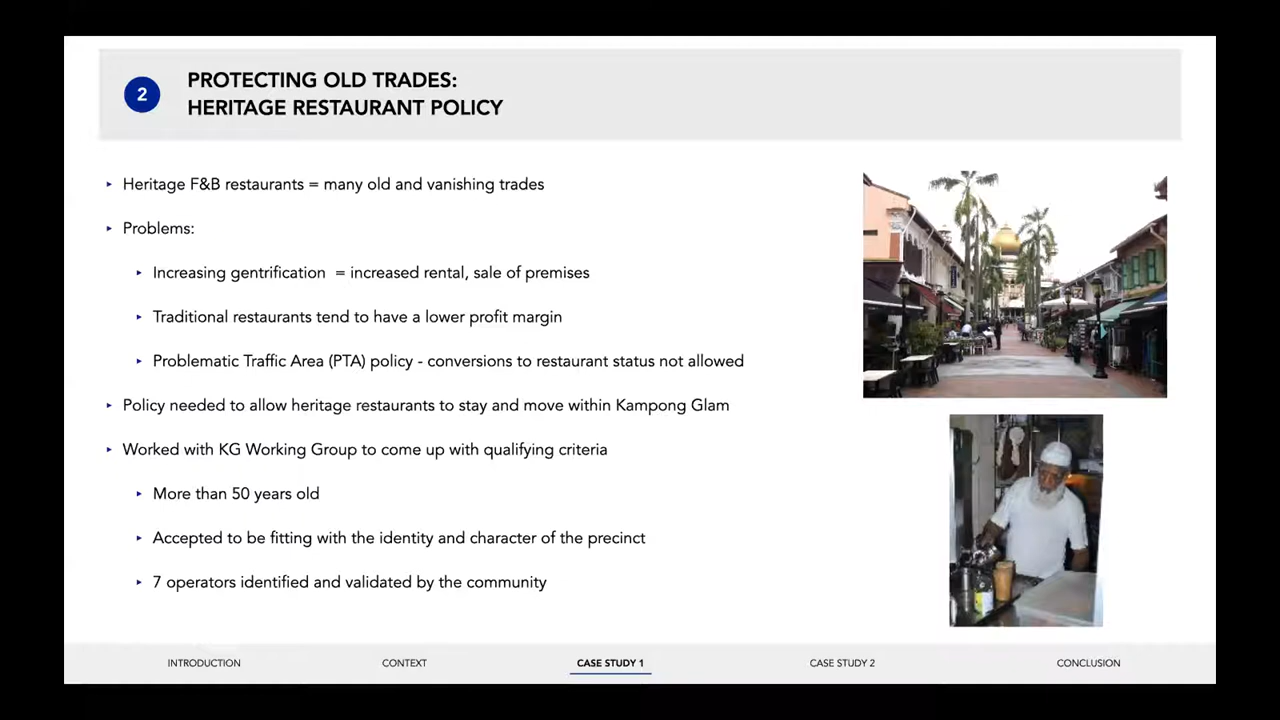 2
PROTECTING OLD TRADES:
HERITAGE RESTAURANT POLICY
‣ Heritage F&B restaurants = many old and vanishing trades
‣ Problems:
‣ Increasing gentrification = increased rental, sale of premises
‣ Traditional restaurants tend to have a lower profit margin
‣ Problematic Traffic Area (PTA) policy - conversions to restaurant status not allowed
‣ Policy needed to allow heritage restaurants to stay and move within Kampong Glam
‣ Worked with KG Working Group to come up with qualifying criteria
‣ More than 50 years old
‣ Accepted to be fitting with the identity and character of the precinct
‣ 7 operators identified and validated by the community
INTRODUCTION CONTEXT CASE STUDY 1 CASE STUDY 2 CONCLUSION